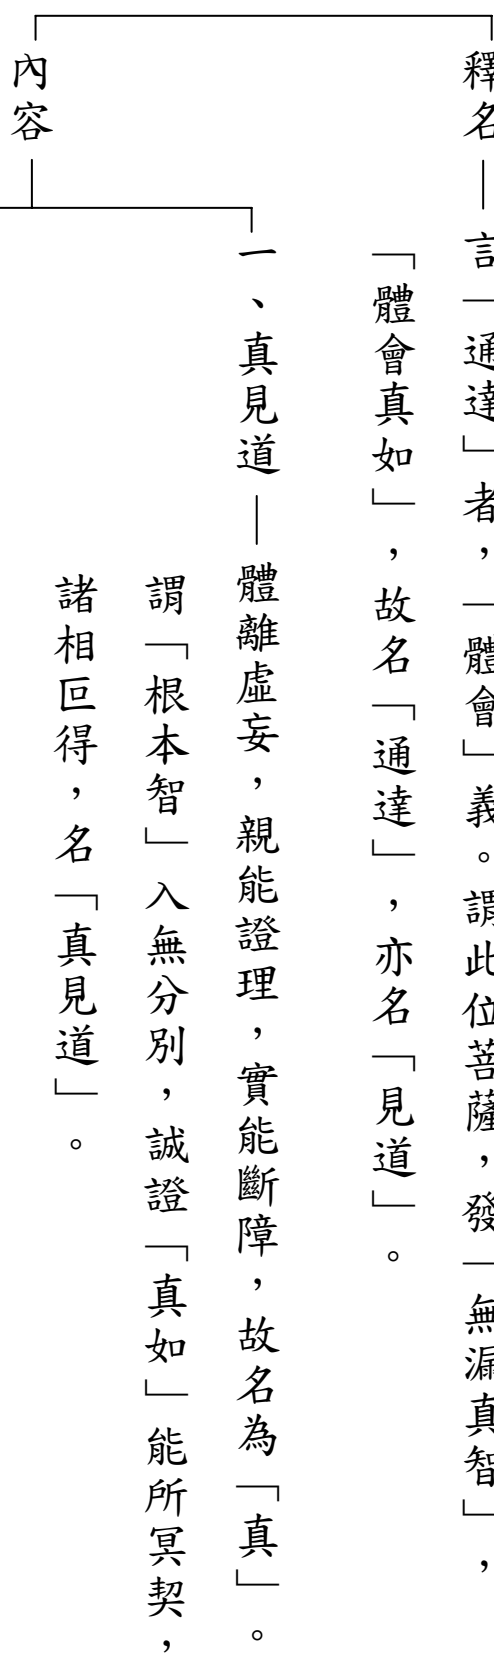 釋名 — 言「通達」者，「體會」義。謂此位菩薩，發「無漏真智」，
「體會真如」，故名「通達」，亦名「見道」。
內容
一、真見道 — 體離虛妄，親能證理，實能斷障，故名為「真」。
謂「根本智」入無分別，誠證「真如」能所冥契，
諸相叵得，名「真見道」。